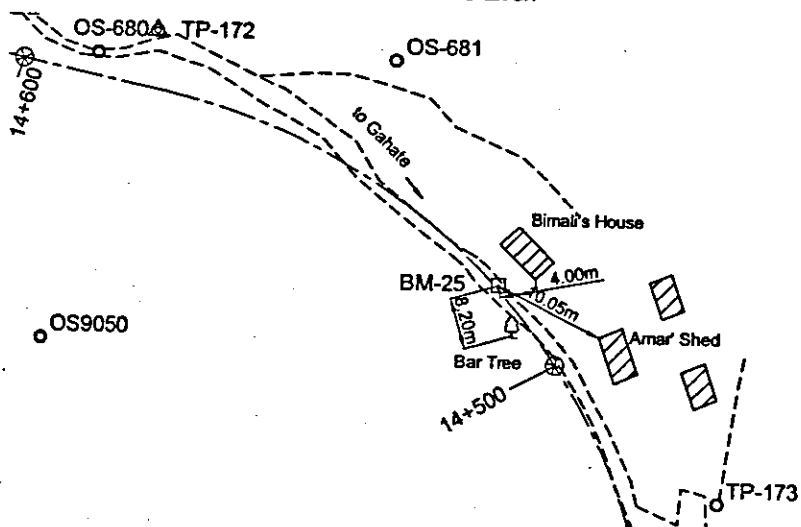 OS-680 TP-172
OS-681
14+600
to Gahate
Bimali's House
BM-25
4.00m
10.05m
8.20m
OS9050
Amar' Shed
Bar Tree
14+500
TP-173